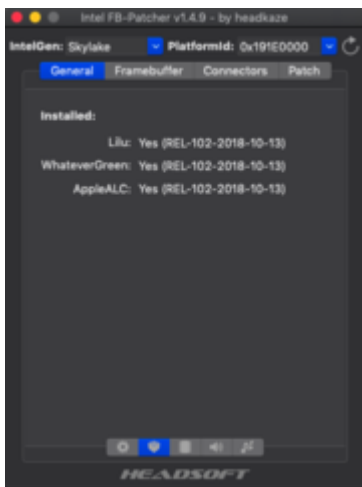 Intel FB-Patcher v1.4.9 - by headkaze
IntelGen: Skylake PlatformId: 0x191E0000
General Framebuffer Connectors Patch
Installed:
Lilu: Yes (REL-102-2018-10-13)
WhateverGreen: Yes (REL-102-2018-10-13)
AppleALC: Yes (REL-102-2018-10-13)
HEADSOFT